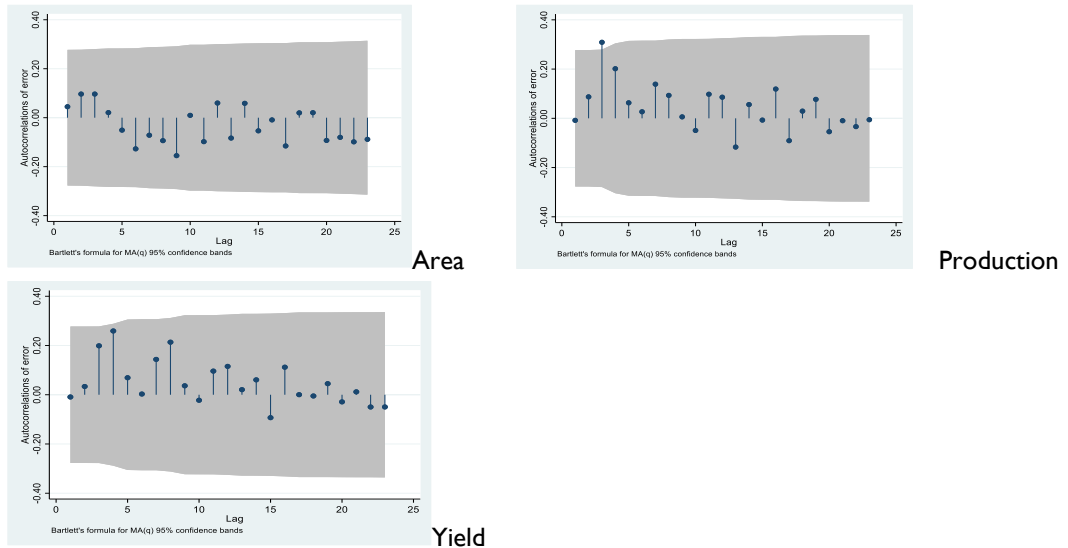 Autocorrelations of error
0.40
0.20
0.00
-0.20
-0.40
0 5 10 15 20 25
Lag
Bartlett's formula for MA(q) 95% confidence bands
Area
Autocorrelations of error
0.40
0.20
0.00
-0.20
-0.40
0 5 10 15 20 25
Lag
Bartlett's formula for MA(q) 95% confidence bands
Production
Autocorrelations of error
0.40
0.20
0.00
-0.20
-0.40
0 5 10 15 20 25
Lag
Bartlett's formula for MA(q) 95% confidence bands
Yield